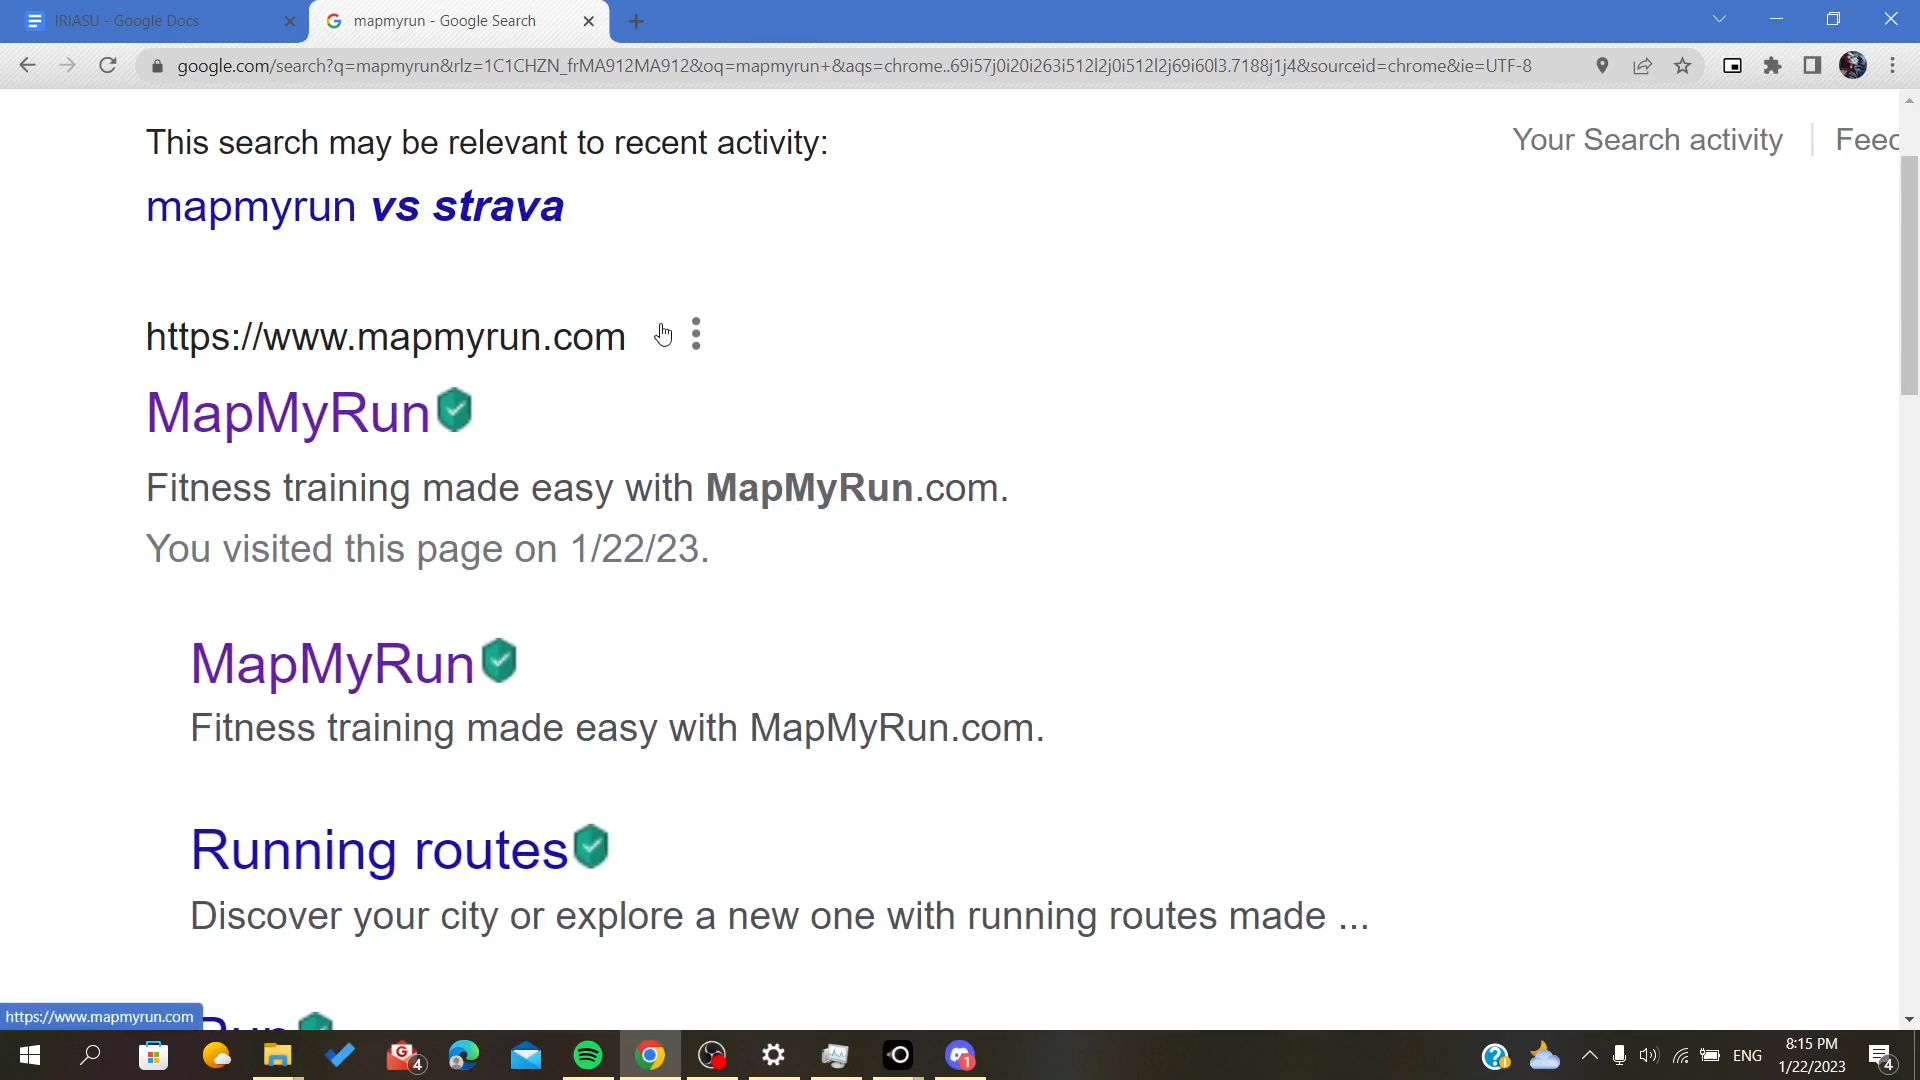 IRIASU - Google Docs
mapmyrun - Google Search
google.com/search?q=mapmyrun&rlz=1C1CHZN_frMA912MA912&oq=mapmyrun+&aqs=chrome..69i57j0i20i263i512l2j0i512l2j69i60l3.7188j1j4&sourceid=chrome&ie=UTF-8
This search may be relevant to recent activity:
Your Search activity
mapmyrun vs strava
https://www.mapmyrun.com
MapMyRun
Fitness training made easy with MapMyRun.com.
You visited this page on 1/22/23.
MapMyRun
Fitness training made easy with MapMyRun.com.
Running routes
Discover your city or explore a new one with running routes made ...
https://www.mapmyrun.com
4
1
ENG
8:15 PM
1/22/2023
4